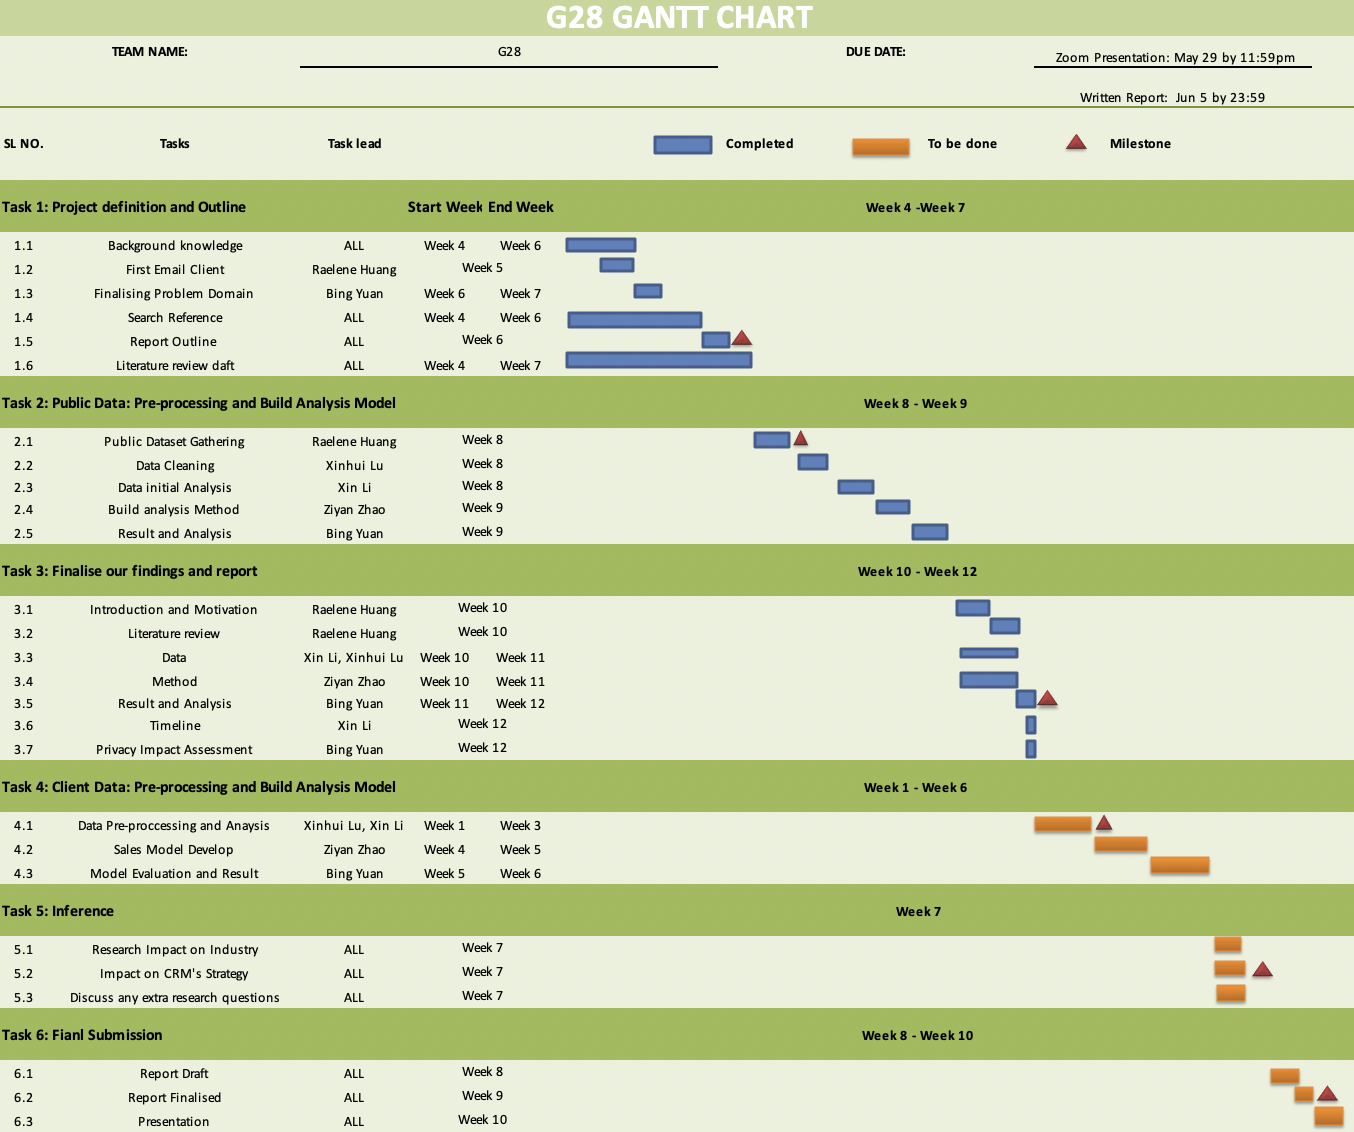 G28 GANTT CHART
TEAM NAME: G28 DUE DATE: Zoom Presentation: May 29 by 11:59pm
Written Report: Jun 5 by 23:59
SL NO. Tasks Task lead Completed To be done Milestone
Task 1: Project definition and Outline Start Week End Week Week 4 -Week 7
1.1 Background knowledge ALL Week 4 Week 6
1.2 First Email Client Raelene Huang Week 5
1.3 Finalising Problem Domain Bing Yuan Week 6 Week 7
1.4 Search Reference ALL Week 4 Week 6
1.5 Report Outline ALL Week 6
1.6 Literature review daft ALL Week 4 Week 7
Task 2: Public Data: Pre-processing and Build Analysis Model Week 8 - Week 9
2.1 Public Dataset Gathering Raelene Huang Week 8
2.2 Data Cleaning Xinhui Lu Week 8
2.3 Data initial Analysis Xin Li Week 8
2.4 Build analysis Method Ziyan Zhao Week 9
2.5 Result and Analysis Bing Yuan Week 9
Task 3: Finalise our findings and report Week 10 - Week 12
3.1 Introduction and Motivation Raelene Huang Week 10
3.2 Literature review Raelene Huang Week 10
3.3 Data Xin Li, Xinhui Lu Week 10 Week 11
3.4 Method Ziyan Zhao Week 10 Week 11
3.5 Result and Analysis Bing Yuan Week 11 Week 12
3.6 Timeline Xin Li Week 12
3.7 Privacy Impact Assessment Bing Yuan Week 12
Task 4: Client Data: Pre-processing and Build Analysis Model Week 1 - Week 6
4.1 Data Pre-proccessing and Anaysis Xinhui Lu, Xin Li Week 1 Week 3
4.2 Sales Model Develop Ziyan Zhao Week 4 Week 5
4.3 Model Evaluation and Result Bing Yuan Week 5 Week 6
Task 5: Inference Week 7
5.1 Research Impact on Industry ALL Week 7
5.2 Impact on CRM's Strategy ALL Week 7
5.3 Discuss any extra research questions ALL Week 7
Task 6: Fianl Submission Week 8 - Week 10
6.1 Report Draft ALL Week 8
6.2 Report Finalised ALL Week 9
6.3 Presentation ALL Week 10